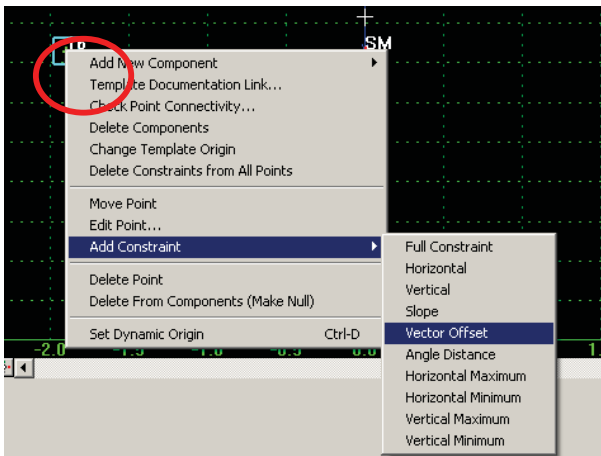 SM
Add New Component
Template Documentation Link...
Check Point Connectivity...
Delete Components
Change Template Origin
Delete Constraints from All Points
Move Point
Edit Point...
Add Constraint
Delete Point
Delete From Components (Make Null)
Set Dynamic Origin Ctrl-D
Full Constraint
Horizontal
Vertical
Slope
Vector Offset
Angle Distance
Horizontal Maximum
Horizontal Minimum
Vertical Maximum
Vertical Minimum
-2.0